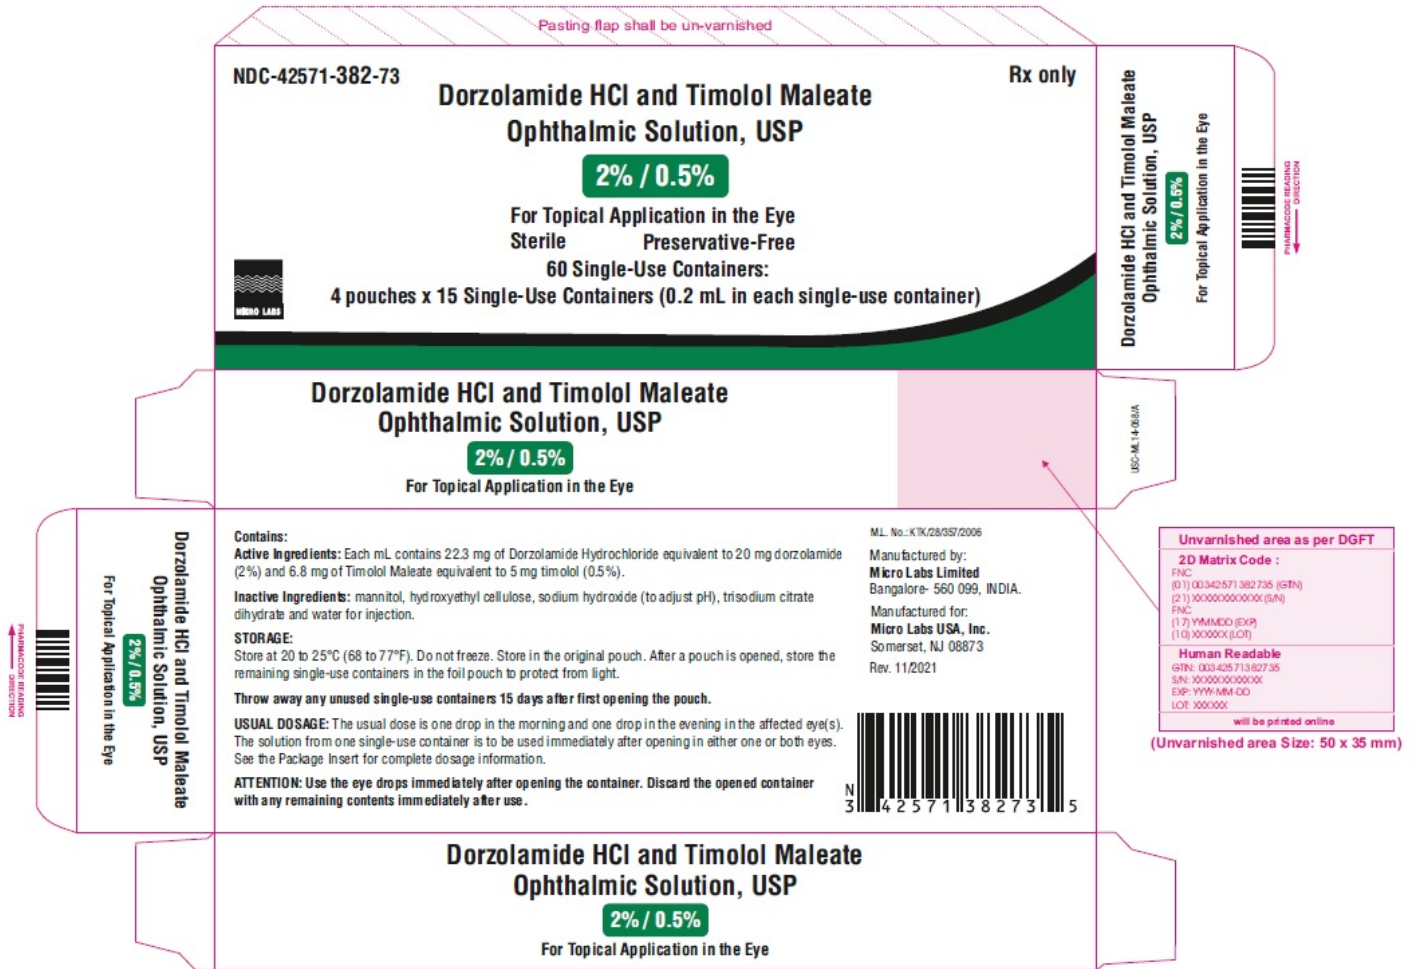 Pasting flap shall be un-varnished
NDC-42571-382-73
Rx only
Dorzolamide HCl and Timolol Maleate
Ophthalmic Solution, USP
2% / 0.5%
For Topical Application in the Eye
Sterile Preservative-Free
60 Single-Use Containers:
4 pouches x 15 Single-Use Containers (0.2 mL in each single-use container)
MICRO LABS
Dorzolamide HCl and Timolol Maleate
Ophthalmic Solution, USP
2% / 0.5%
For Topical Application in the Eye
PHARMACODE READING
DIRECTION
Dorzolamide HCl and Timolol Maleate
Ophthalmic Solution, USP
2% / 0.5%
For Topical Application in the Eye
USC-ML14-068/A
Dorzolamide HCl and Timolol Maleate
Ophthalmic Solution, USP
2% / 0.5%
For Topical Application in the Eye
PHARMACODE READING
DIRECTION
Contains:
Active Ingredients: Each mL contains 22.3 mg of Dorzolamide Hydrochloride equivalent to 20 mg dorzolamide
(2%) and 6.8 mg of Timolol Maleate equivalent to 5 mg timolol (0.5%).
Inactive Ingredients: mannitol, hydroxyethyl cellulose, sodium hydroxide (to adjust pH), trisodium citrate
dihydrate and water for injection.
STORAGE:
Store at 20 to 25°C (68 to 77°F). Do not freeze. Store in the original pouch. After a pouch is opened, store the
remaining single-use containers in the foil pouch to protect from light.
Throw away any unused single-use containers 15 days after first opening the pouch.
USUAL DOSAGE: The usual dose is one drop in the morning and one drop in the evening in the affected eye(s).
The solution from one single-use container is to be used immediately after opening in either one or both eyes.
See the Package Insert for complete dosage information.
ATTENTION: Use the eye drops immediately after opening the container. Discard the opened container
with any remaining contents immediately after use.
M.L. No.: KTK/28/357/2006
Manufactured by:
Micro Labs Limited
Bangalore- 560 099, INDIA.
Manufactured for:
Micro Labs USA, Inc.
Somerset, NJ 08873
Rev. 11/2021
N
3 42571 38273 5
Unvarnished area as per DGFT
2D Matrix Code :
FNC
(01) 00342571382735 (GTIN)
(21) XXXXXXXXXXXX (S/N)
FNC
(17) YYMMDD (EXP)
(10) XXXXXX (LOT)
Human Readable
GTIN: 00342571382735
S/N: XXXXXXXXXXXX
EXP: YYYY-MM-DD
LOT: XXXXXX
will be printed online
(Unvarnished area Size: 50 x 35 mm)
Dorzolamide HCl and Timolol Maleate
Ophthalmic Solution, USP
2% / 0.5%
For Topical Application in the Eye